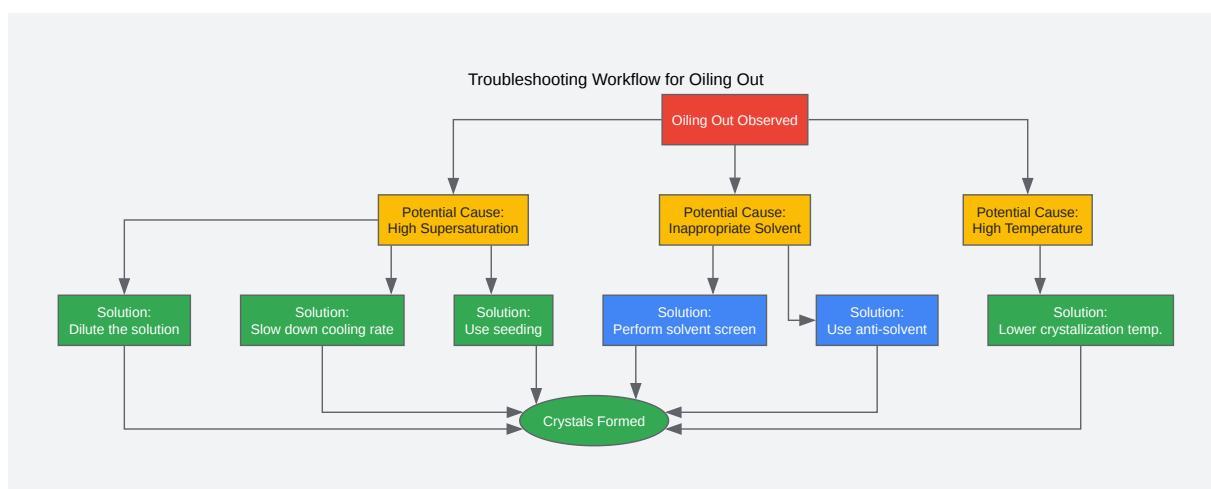 Troubleshooting Workflow for Oiling Out
Oiling Out Observed
Potential Cause:
High Supersaturation
Potential Cause:
Inappropriate Solvent
Potential Cause:
High Temperature
Solution:
Dilute the solution
Solution:
Slow down cooling rate
Solution:
Use seeding
Solution:
Perform solvent screen
Solution:
Use anti-solvent
Solution:
Lower crystallization temp.
Crystals Formed